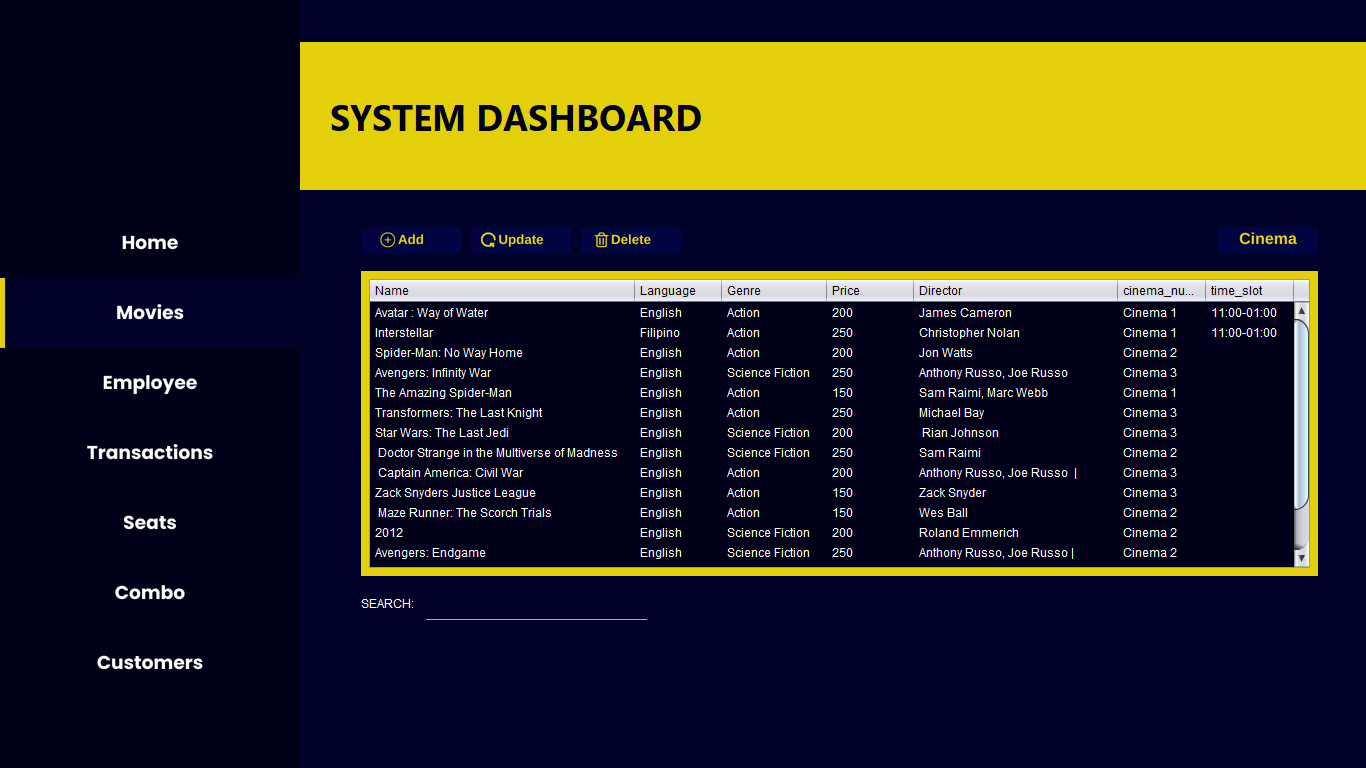 SYSTEM DASHBOARD
Home
Movies
Employee
Transactions
Seats
Combo
Customers
Add Update Delete Cinema
Name Language Genre Price Director cinema_nu... time_slot
Avatar : Way of Water English Action 200 James Cameron Cinema 1 11:00-01:00
Interstellar Filipino Action 250 Christopher Nolan Cinema 1 11:00-01:00
Spider-Man: No Way Home English Action 200 Jon Watts Cinema 2
Avengers: Infinity War English Science Fiction 250 Anthony Russo, Joe Russo Cinema 3
The Amazing Spider-Man English Action 150 Sam Raimi, Marc Webb Cinema 1
Transformers: The Last Knight English Action 250 Michael Bay Cinema 3
Star Wars: The Last Jedi English Science Fiction 200 Rian Johnson Cinema 3
Doctor Strange in the Multiverse of Madness English Science Fiction 250 Sam Raimi Cinema 2
Captain America: Civil War English Action 200 Anthony Russo, Joe Russo | Cinema 3
Zack Snyders Justice League English Action 150 Zack Snyder Cinema 3
Maze Runner: The Scorch Trials English Action 150 Wes Ball Cinema 2
2012 English Science Fiction 200 Roland Emmerich Cinema 2
Avengers: Endgame English Science Fiction 250 Anthony Russo, Joe Russo | Cinema 2
SEARCH: